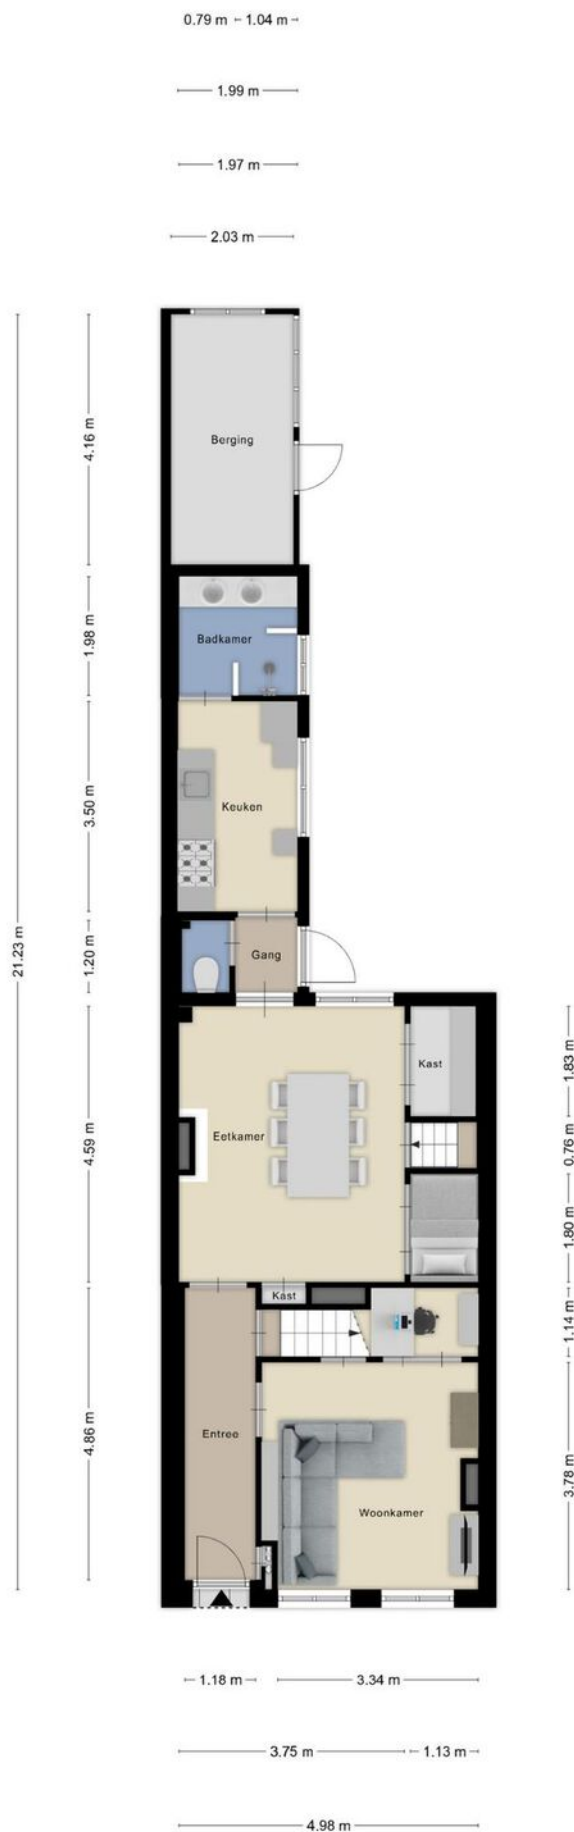 0.79 m 1.04 m
1.99 m
1.97 m
2.03 m
4.16 m
Berging
1.98 m
Badkamer
3.50 m
Keuken
21.23 m
1.20 m
Gang
1.83 m
Kast
4.59 m
Eetkamer
0.76 m
1.80 m
Kast
1.14 m
4.86 m
Entree
3.78 m
Woonkamer
1.18 m 3.34 m
3.75 m 1.13 m
4.98 m